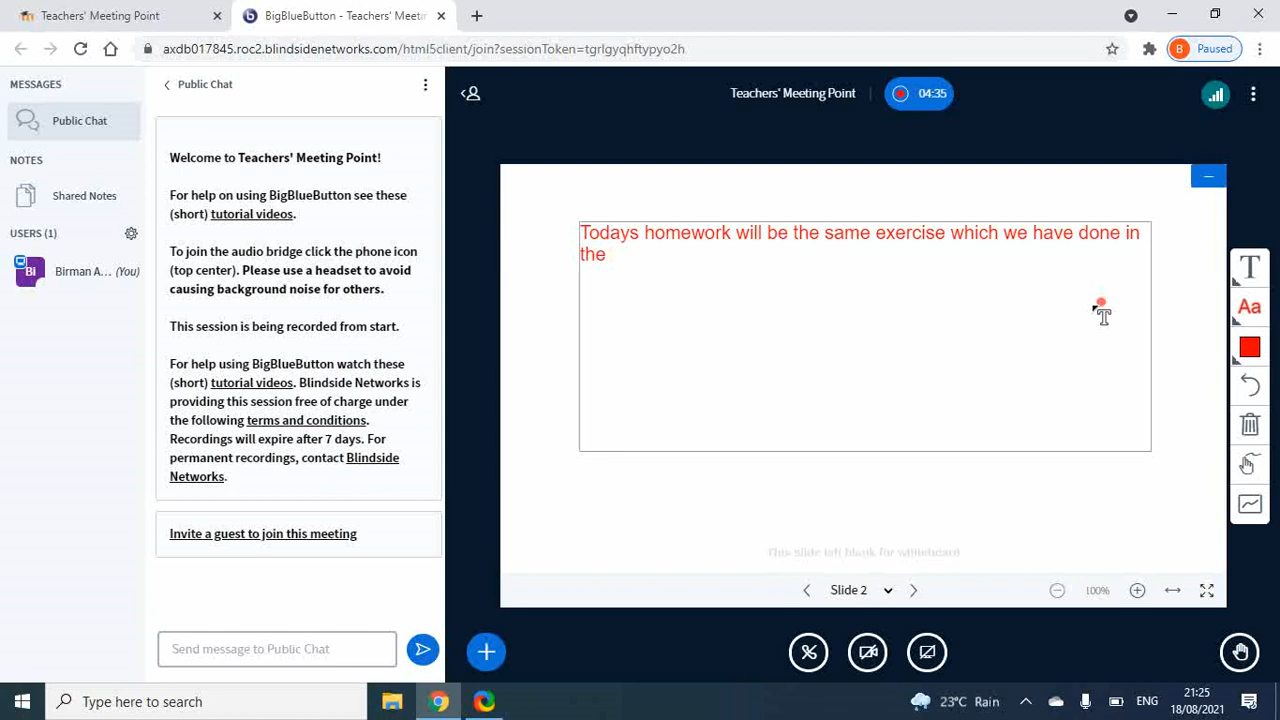 Teachers' Meeting Point
BigBlueButton - Teachers' Meeti
axdb017845.roc2.blindsidenetworks.com/html5client/join?sessionToken=tgrlgyqhftypyo2h
B Paused
MESSAGES
Public Chat
NOTES
Shared Notes
USERS (1)
Bi Birman A... (You)
Public Chat
Welcome to Teachers' Meeting Point!
For help on using BigBlueButton see these
(short) tutorial videos.
To join the audio bridge click the phone icon
(top center). Please use a headset to avoid
causing background noise for others.
This session is being recorded from start.
For help using BigBlueButton watch these
(short) tutorial videos. Blindside Networks is
providing this session free of charge under
the following terms and conditions.
Recordings will expire after 7 days. For
permanent recordings, contact Blindside
Networks.
Invite a guest to join this meeting
Send message to Public Chat
Teachers' Meeting Point
04:35
Todays homework will be the same exercise which we have done in
the
T
Aa
This slide left blank for whiteboard
Slide 2
100%
Type here to search
23°C Rain
ENG
21:25
18/08/2021